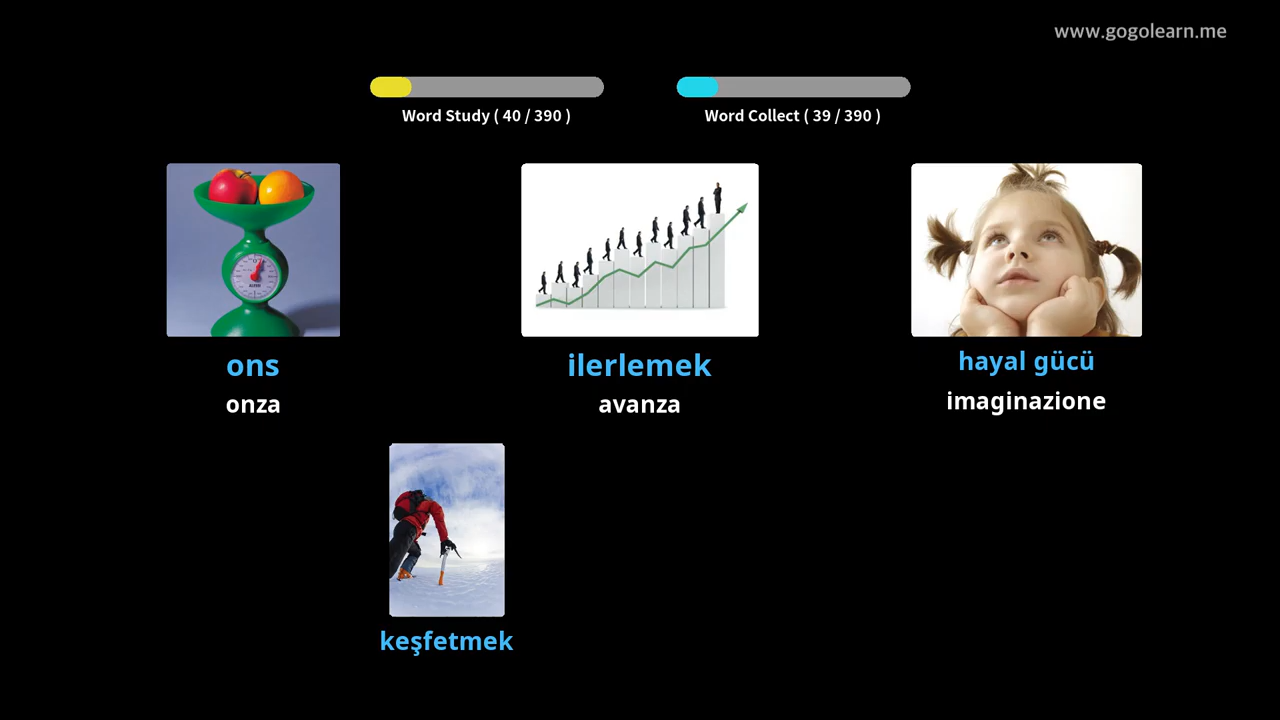 www.gogolearn.me
Word Study ( 40 / 390 )
Word Collect ( 39 / 390 )
ons
onza
ilerlemek
avanza
hayal gücü
imaginazione
keşfetmek